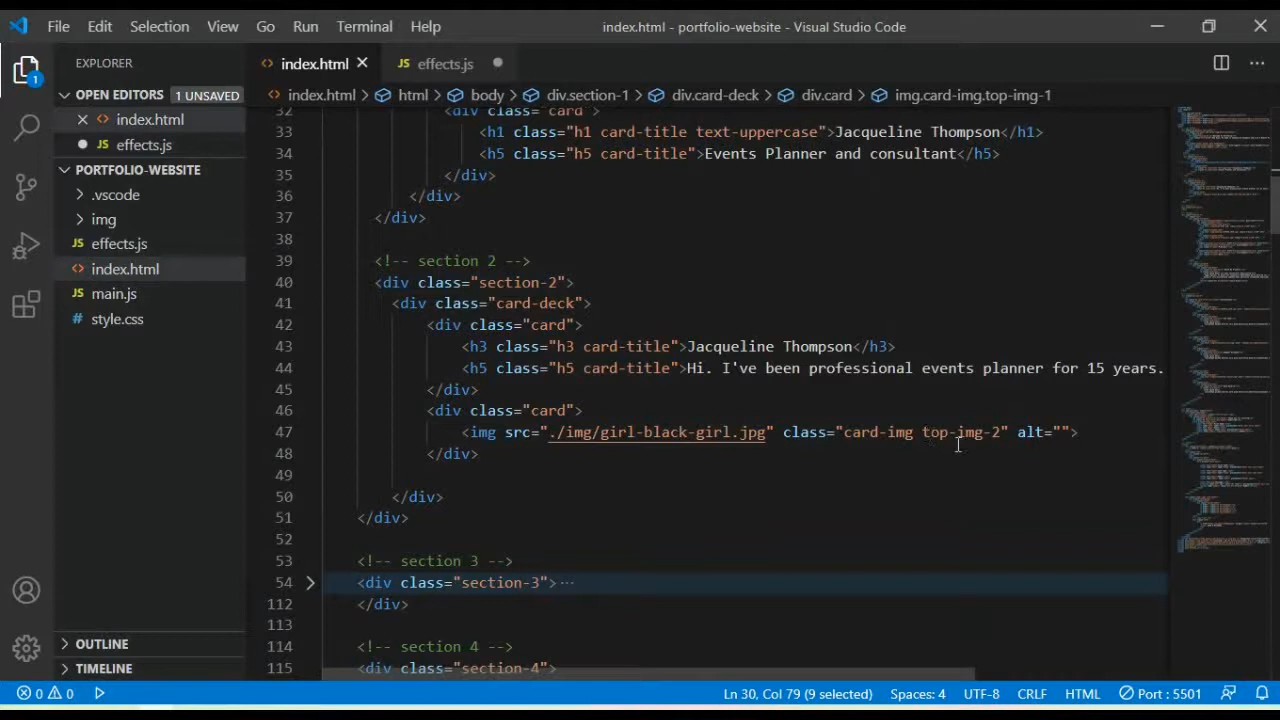 File Edit Selection View Go Run Terminal Help index.html - portfolio-website - Visual Studio Code
EXPLORER
index.html
JS effects.js
1
OPEN EDITORS 1 UNSAVED
index.html
JS effects.js
PORTFOLIO-WEBSITE
.vscode
img
JS effects.js
index.html
JS main.js
# style.css
OUTLINE
TIMELINE
index.html > html > body > div.section-1 > div.card-deck > div.card > img.card-img.top-img-1
32 <div class="card">
33 <h1 class="h1 card-title text-uppercase">Jacqueline Thompson</h1>
34 <h5 class="h5 card-title">Events Planner and consultant</h5>
35 </div>
36 </div>
37 </div>
38
39 <!-- section 2 -->
40 <div class="section-2">
41 <div class="card-deck">
42 <div class="card">
43 <h3 class="h3 card-title">Jacqueline Thompson</h3>
44 <h5 class="h5 card-title">Hi. I've been professional events planner for 15 years.
45 </div>
46 <div class="card">
47 <img src="./img/girl-black-girl.jpg" class="card-img top-img-2" alt="">
48 </div>
49
50 </div>
51 </div>
52
53 <!-- section 3 -->
54 <div class="section-3"> ...
112 </div>
113
114 <!-- section 4 -->
115 <div class="section-4">
0 0 Ln 30, Col 79 (9 selected) Spaces: 4 UTF-8 CRLF HTML Port : 5501